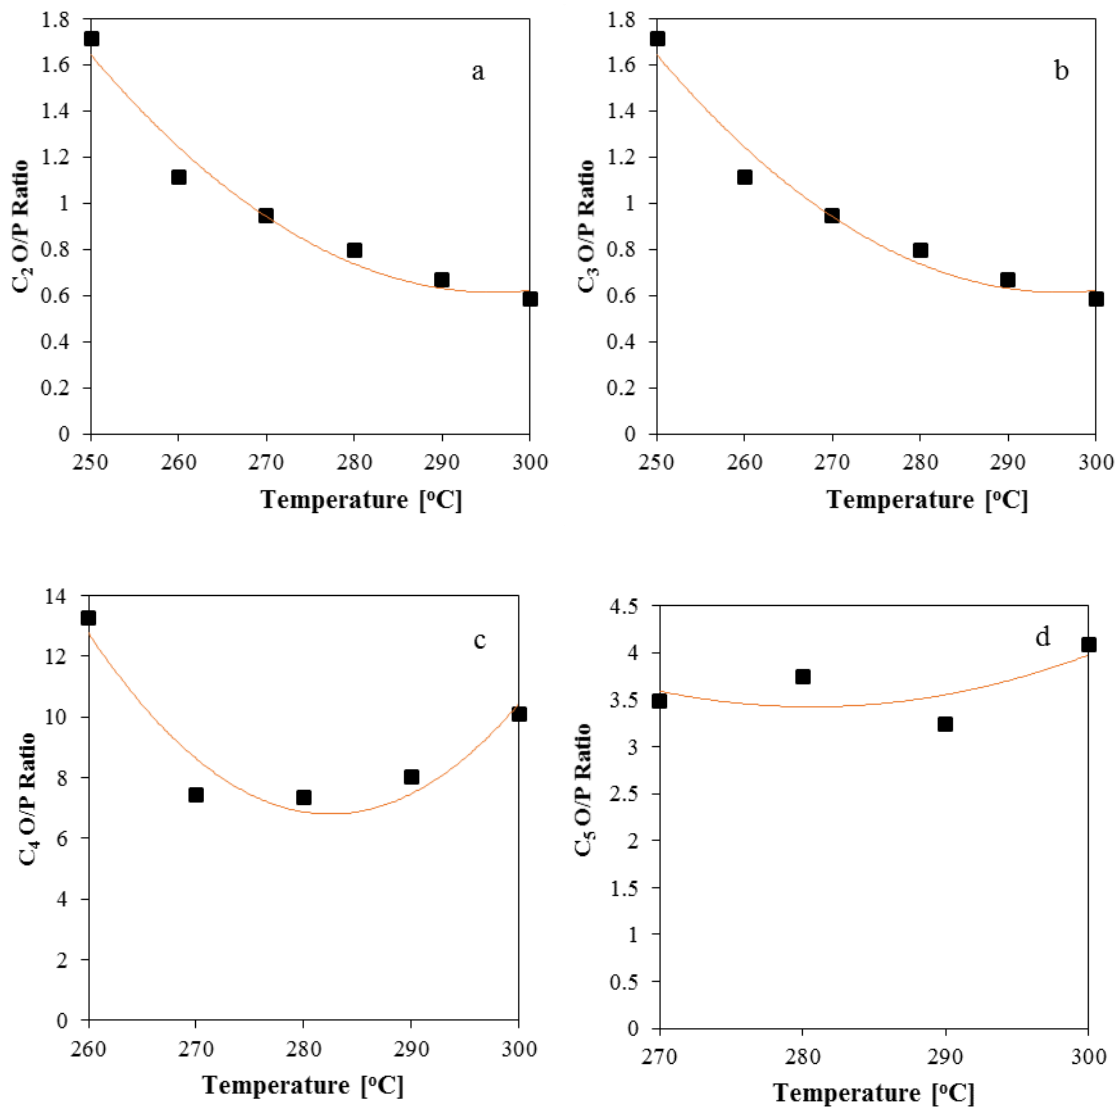 a
C₂ O/P Ratio
1.8
1.6
1.4
1.2
1
0.8
0.6
0.4
0.2
0
250 260 270 280 290 300
Temperature [°C]
b
C₃ O/P Ratio
1.8
1.6
1.4
1.2
1
0.8
0.6
0.4
0.2
0
250 260 270 280 290 300
Temperature [°C]
c
C₄ O/P Ratio
14
12
10
8
6
4
2
0
260 270 280 290 300
Temperature [°C]
d
C₅ O/P Ratio
4.5
4
3.5
3
2.5
2
1.5
1
0.5
0
270 280 290 300
Temperature [°C]